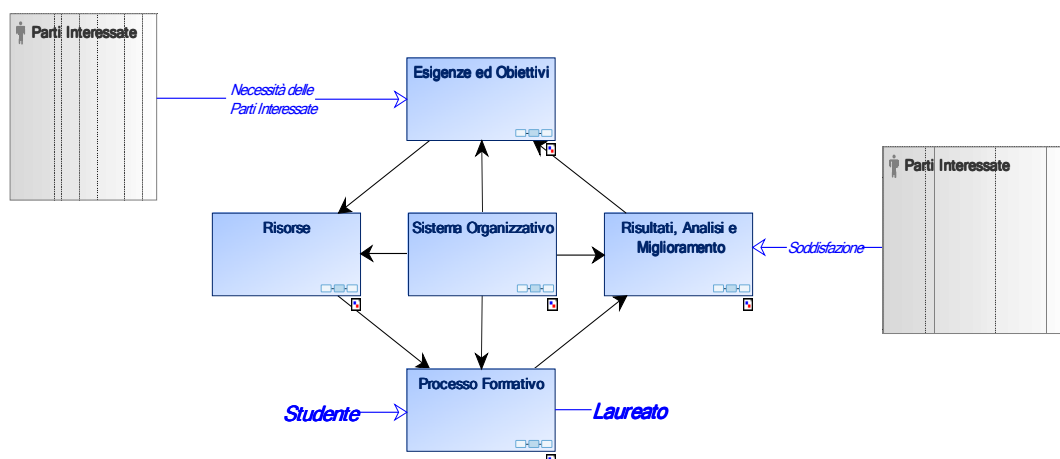 Parti Interessate
Esigenze ed Obiettivi
Necessità delle
Parti Interessate
Parti Interessate
Risorse
Sistema Organizzativo
Risultati, Analisi e
Miglioramento
Soddisfazione
Processo Formativo
Studente
Laureato